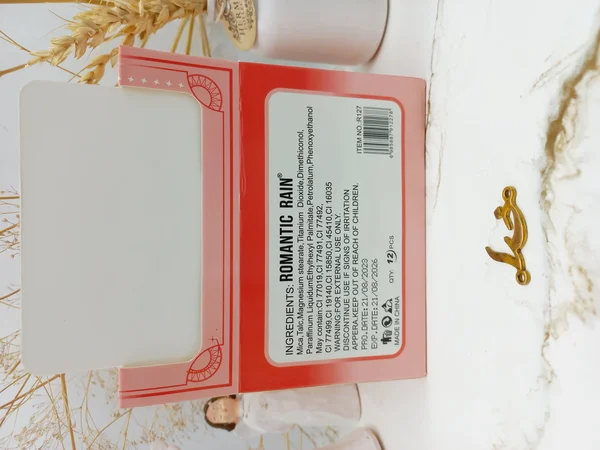 INGREDIENTS: ROMANTIC RAIN®
Mica,Talc,Magnesium stearate,Titanium Dioxide,Dimethiconol,
Paraffinum LiquidumEthylhexyl Palmitate,Petrolatum,Phenoxyethanol
May contain:CI 77019,CI 77491,CI 77492,
CI 77499,CI 19140,CI 15850,CI 45410,CI 16035
WARNING:FOR EXTERNAL USE ONLY.
DISCONTINUE USE IF SIGNS OF IRRITATION
APPERA.KEEP OUT OF REACH OF CHILDREN.
PRO.DATE:21/08/2023
EXP.DATE:21/08/2026
QTY: 12 PCS
MADE IN CHINA
ITEM NO.:R127